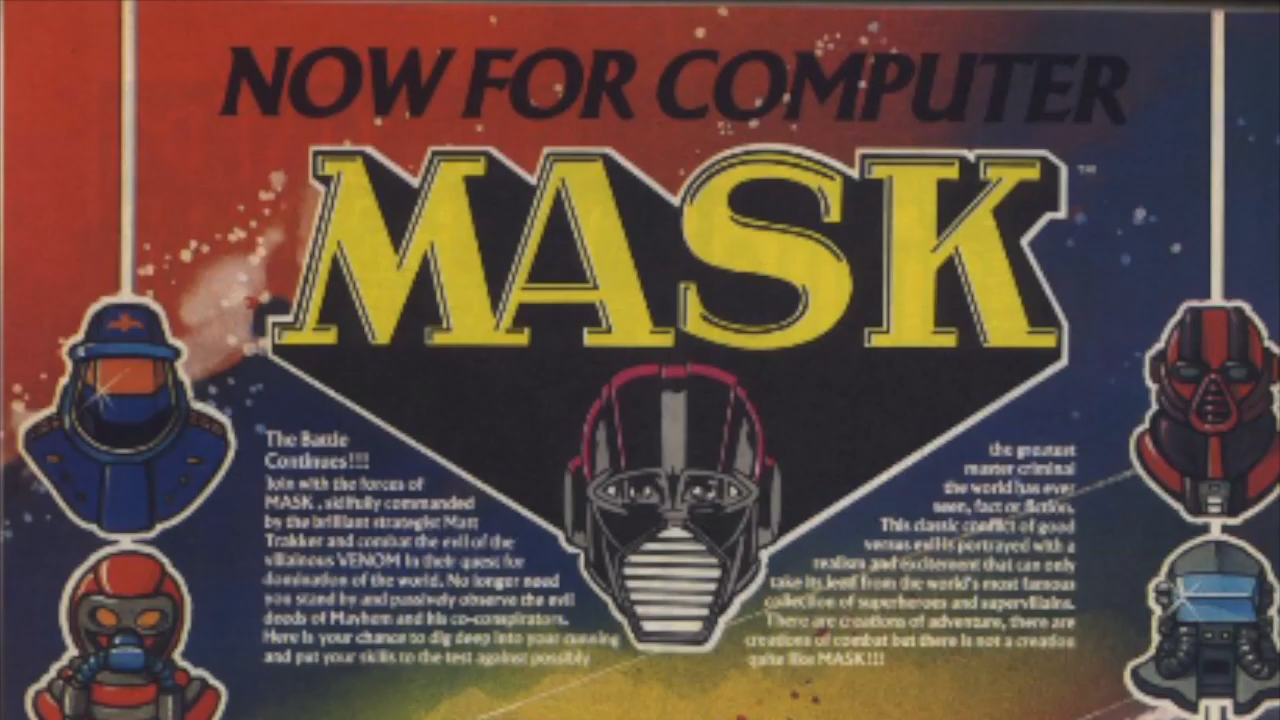 NOW FOR COMPUTER
MASK
™
The Battle
Continues!!!!
Join with the forces of
MASK, skilfully commanded
by the brilliant strategist Matt
Trakker and combat the evil of the
villainous VENOM in their quest for
domination of the world. No longer need
you stand by and passively observe the evil
deeds of Mayhem and his co-conspirators.
Here is your chance to dig deep into your cunning
and put your skills to the test against possibly
the greatest
master criminal
the world has ever
seen, fact or fiction.
This classic conflict of good
versus evil is portrayed with a
realism and excitement that can only
take its lead from the world's most famous
collection of superheroes and supervillains.
There are creations of adventure, there are
creations of combat but there is not a creation
quite like MASK!!!